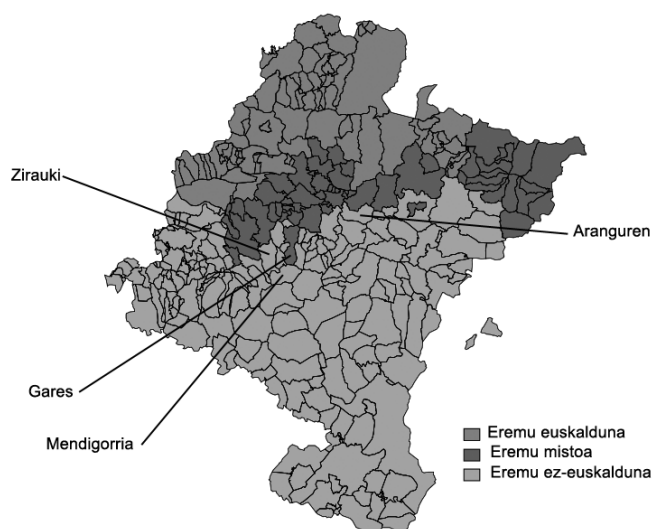 Zirauki
Aranguren
Gares
Mendigorria
Eremu euskalduna
Eremu mistoa
Eremu ez-euskalduna